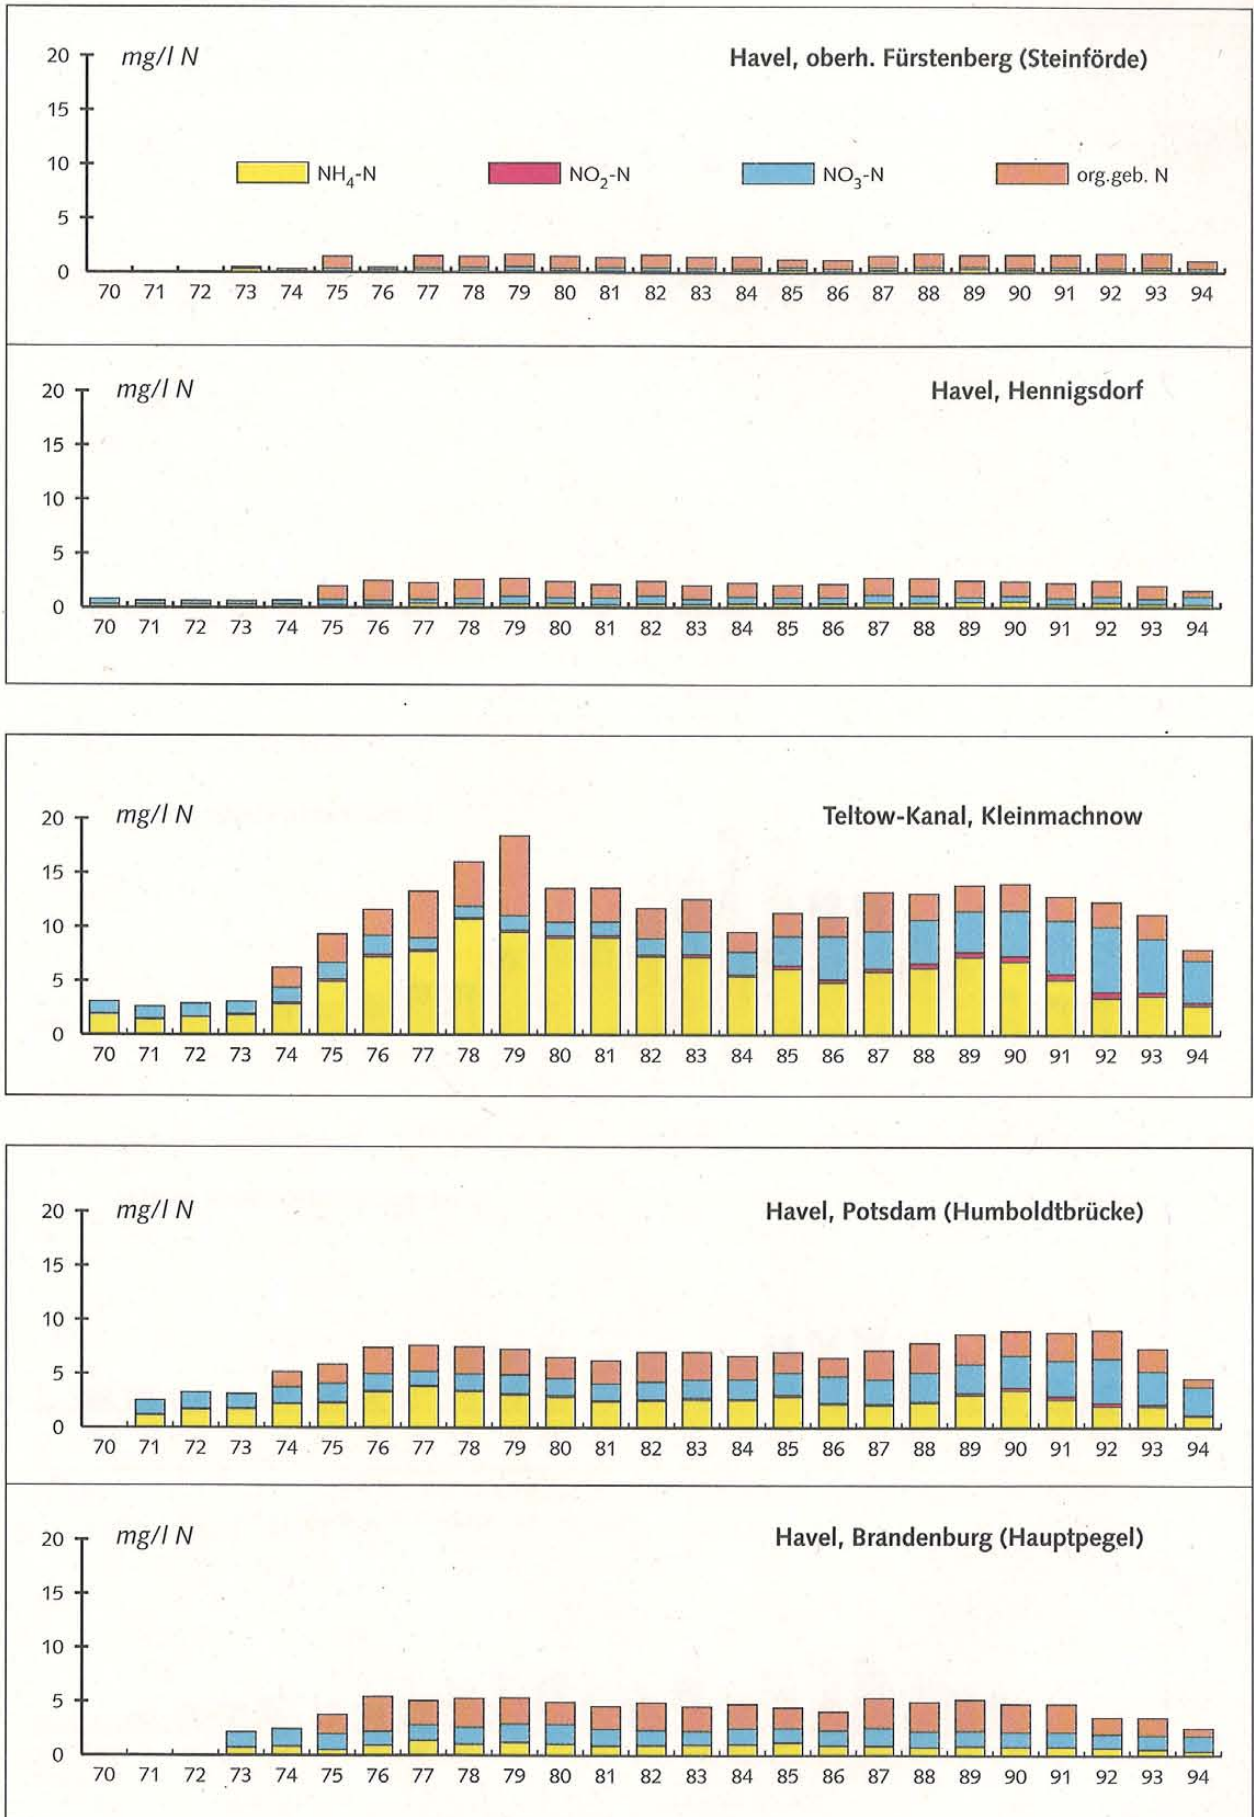 20 mg/l N Havel, oberh. Fürstenberg (Steinförde)
15
10
NH4-N NO2-N NO3-N org.geb. N
5
0
70 71 72 73 74 75 76 77 78 79 80 81 82 83 84 85 86 87 88 89 90 91 92 93 94
20 mg/l N Havel, Hennigsdorf
15
10
5
0
70 71 72 73 74 75 76 77 78 79 80 81 82 83 84 85 86 87 88 89 90 91 92 93 94
20 mg/l N Teltow-Kanal, Kleinmachnow
15
10
5
0
70 71 72 73 74 75 76 77 78 79 80 81 82 83 84 85 86 87 88 89 90 91 92 93 94
20 mg/l N Havel, Potsdam (Humboldtbrücke)
15
10
5
0
70 71 72 73 74 75 76 77 78 79 80 81 82 83 84 85 86 87 88 89 90 91 92 93 94
20 mg/l N Havel, Brandenburg (Hauptpegel)
15
10
5
0
70 71 72 73 74 75 76 77 78 79 80 81 82 83 84 85 86 87 88 89 90 91 92 93 94